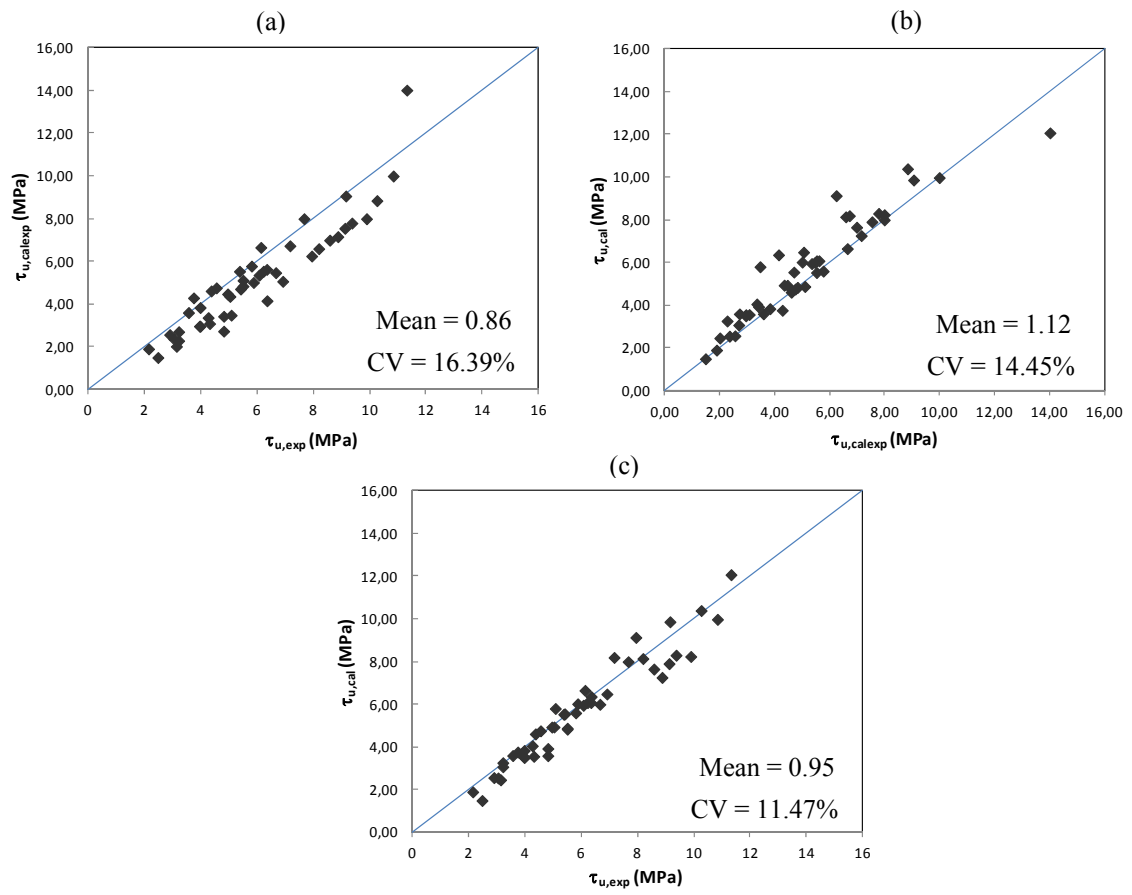 (a)
16,00
14,00
12,00
10,00
8,00
6,00
4,00
2,00
0,00
τu,calexp (MPa)
Mean = 0.86
CV = 16.39%
0 2 4 6 8 10 12 14 16
τu,exp (MPa)
(b)
16,00
14,00
12,00
10,00
8,00
6,00
4,00
2,00
0,00
τu,cal (MPa)
Mean = 1.12
CV = 14.45%
0,00 2,00 4,00 6,00 8,00 10,00 12,00 14,00 16,00
τu,calexp (MPa)
(c)
16,00
14,00
12,00
10,00
8,00
6,00
4,00
2,00
0,00
τu,cal (MPa)
Mean = 0.95
CV = 11.47%
0 2 4 6 8 10 12 14 16
τu,exp (MPa)